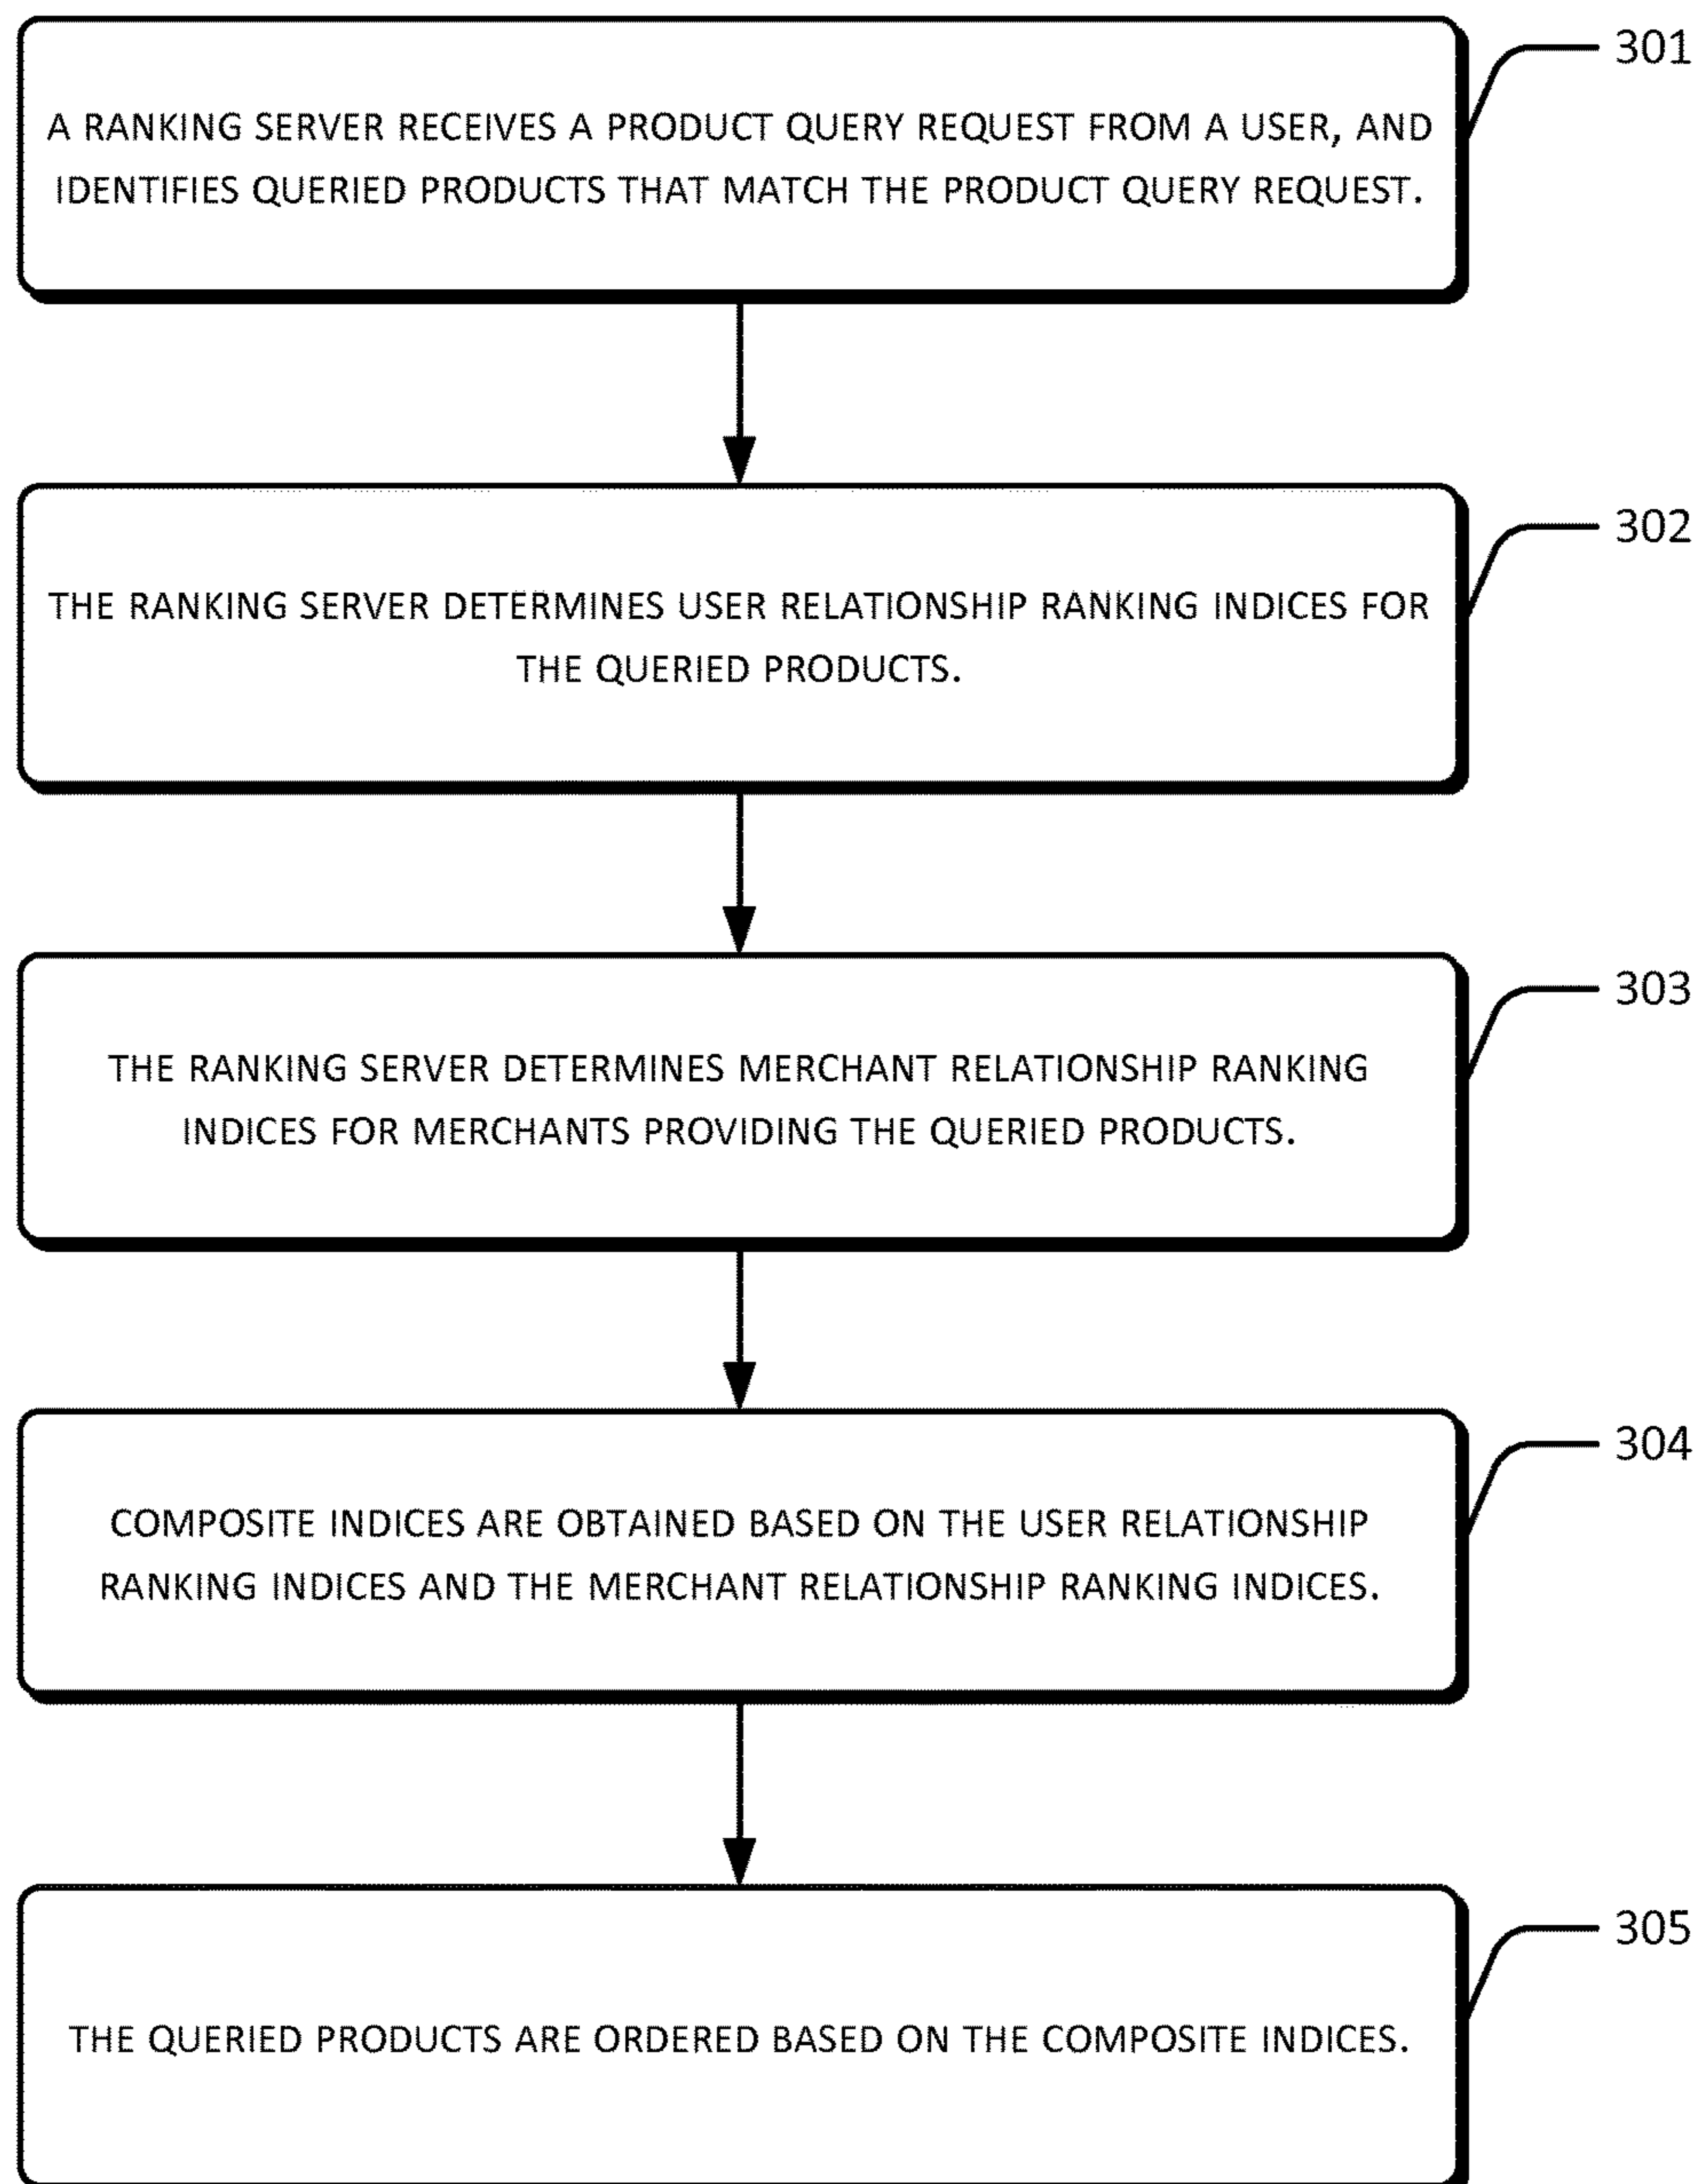 301
A RANKING SERVER RECEIVES A PRODUCT QUERY REQUEST FROM A USER, AND
IDENTIFIES QUERIED PRODUCTS THAT MATCH THE PRODUCT QUERY REQUEST.
302
THE RANKING SERVER DETERMINES USER RELATIONSHIP RANKING INDICES FOR
THE QUERIED PRODUCTS.
303
THE RANKING SERVER DETERMINES MERCHANT RELATIONSHIP RANKING
INDICES FOR MERCHANTS PROVIDING THE QUERIED PRODUCTS.
304
COMPOSITE INDICES ARE OBTAINED BASED ON THE USER RELATIONSHIP
RANKING INDICES AND THE MERCHANT RELATIONSHIP RANKING INDICES.
305
THE QUERIED PRODUCTS ARE ORDERED BASED ON THE COMPOSITE INDICES.